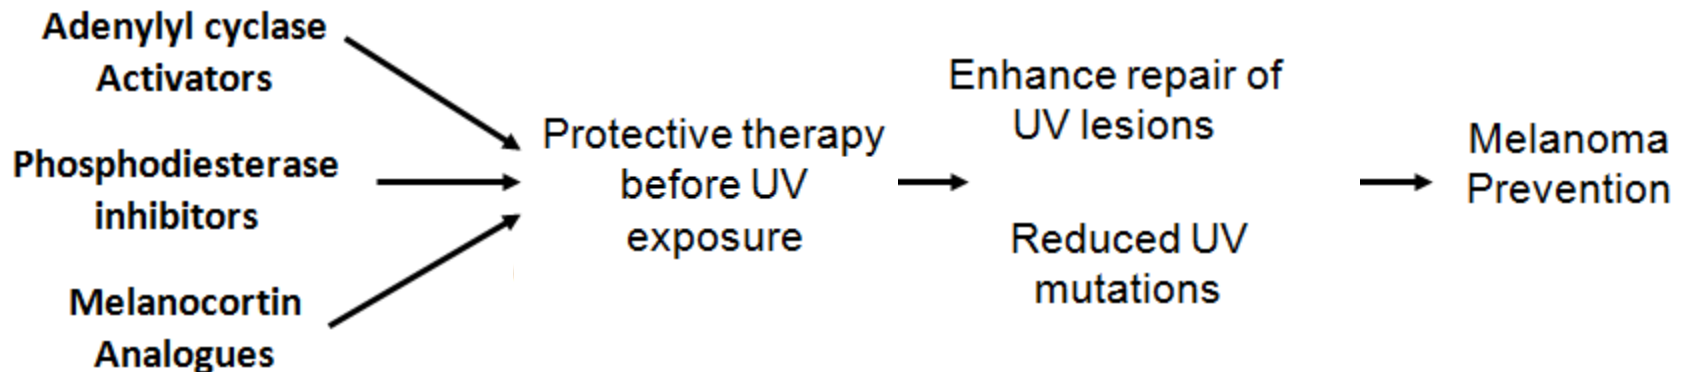 Adenylyl cyclase
Activators
Phosphodiesterase
inhibitors
Melanocortin
Analogues
Protective therapy
before UV
exposure
Enhance repair of
UV lesions
Reduced UV
mutations
Melanoma
Prevention